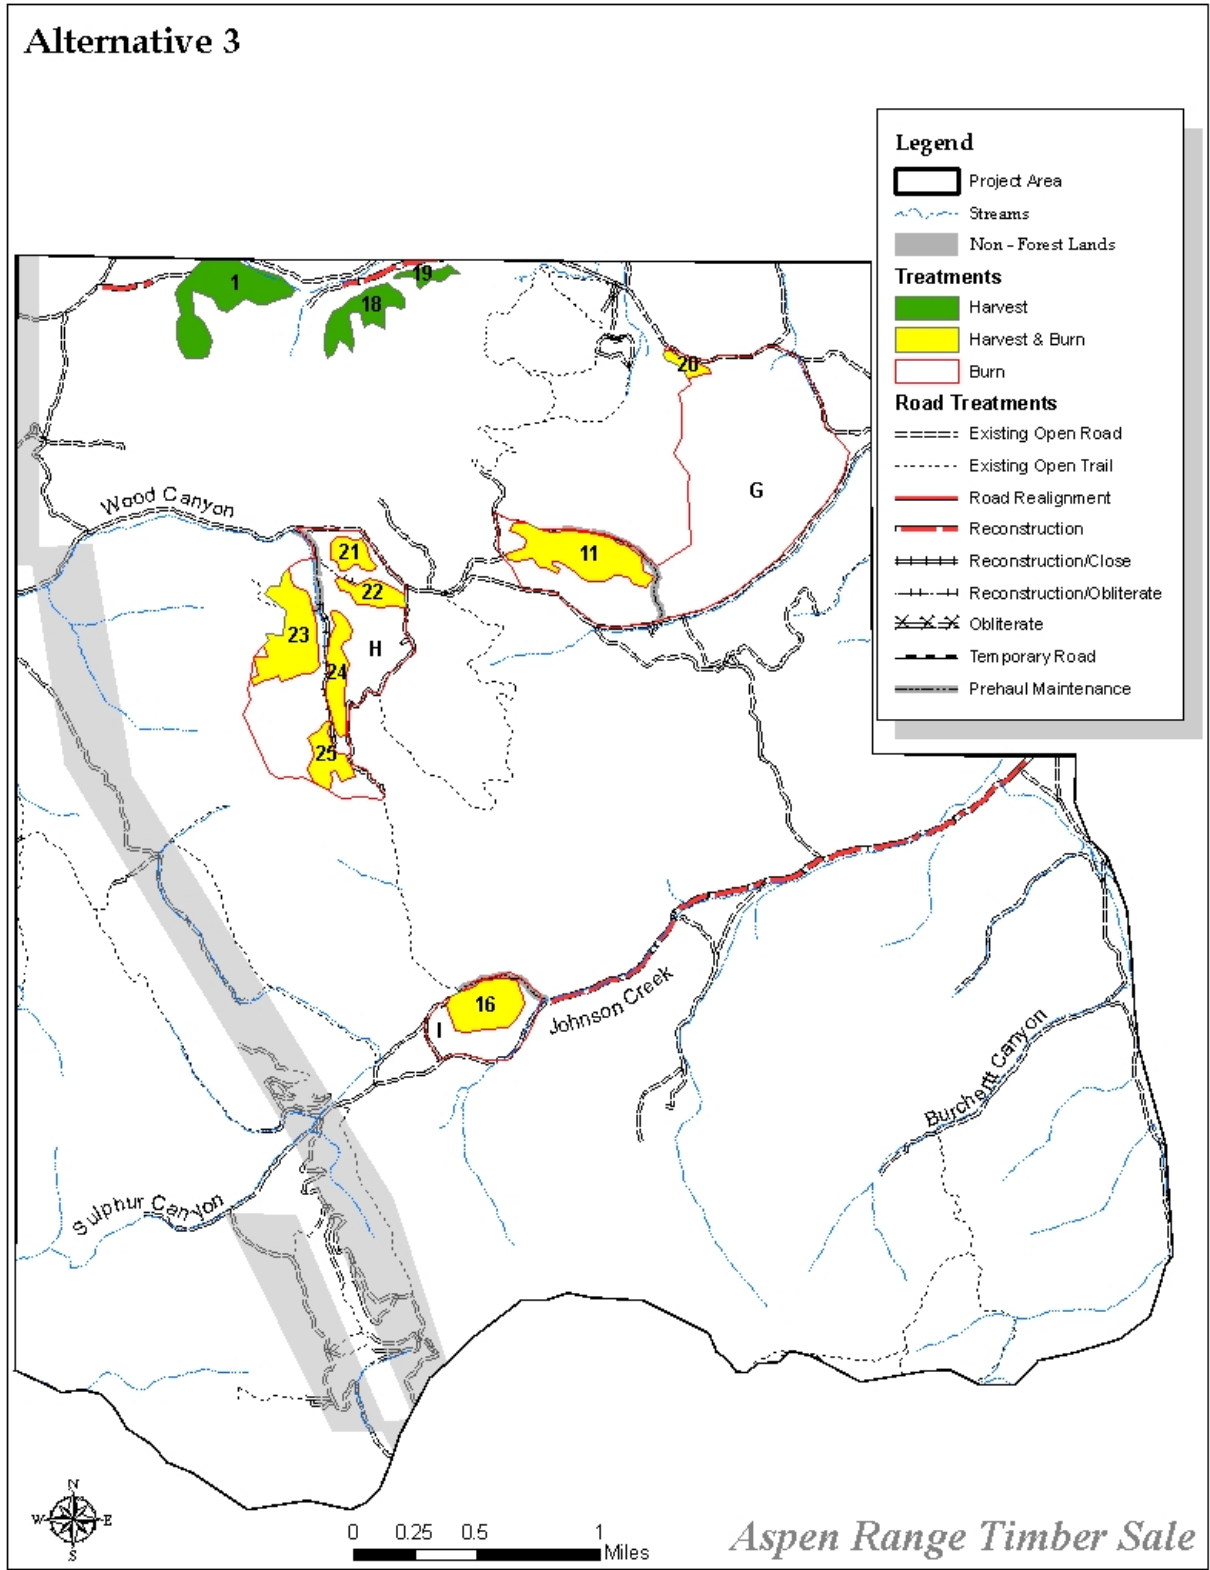 Alternative 3
Legend
Project Area
Streams
Non - Forest Lands
Treatments
Harvest
Harvest & Burn
Burn
Road Treatments
Existing Open Road
Existing Open Trail
Road Realignment
Reconstruction
Reconstruction/Close
Reconstruction/Obliterate
Obliterate
Temporary Road
Prehaul Maintenance
1
19
18
20
G
Wood Canyon
21
11
22
23
H
24
25
16
I
Johnson Creek
Burchertt Canyon
Sulphur Canyon
N
W
E
S
0 0.25 0.5 1
Miles
Aspen Range Timber Sale